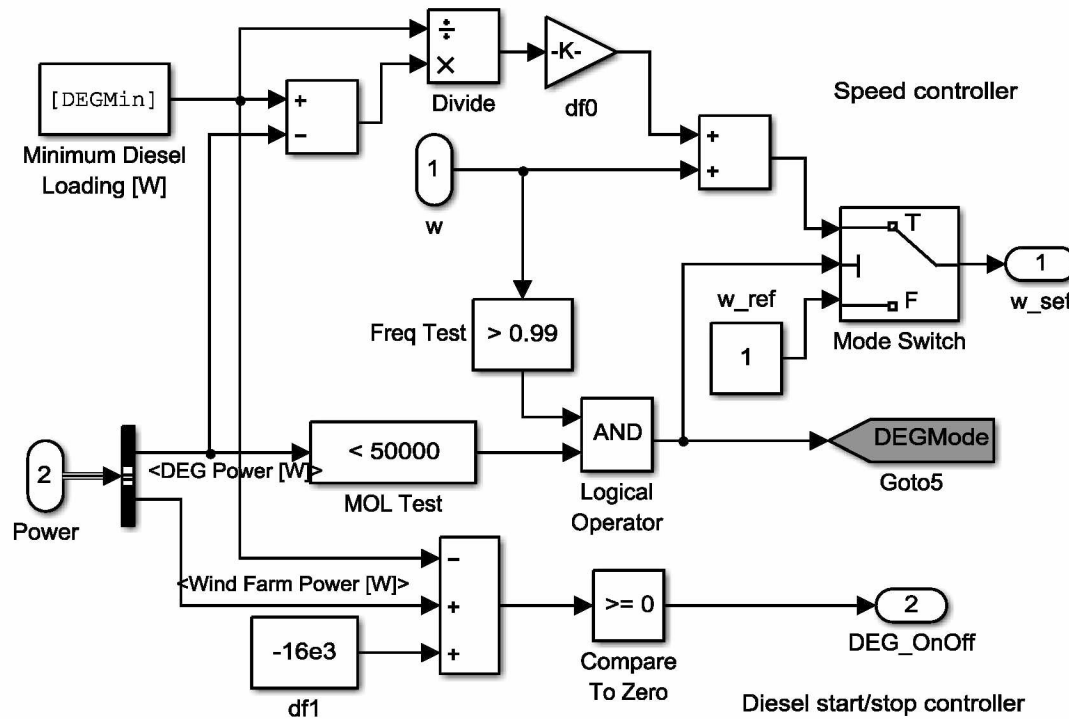 ÷
×
-K-
[DEGMin]
+
−
Divide
df0
Speed controller
Minimum Diesel
Loading [W]
1
w
+
+
T
F
1
w_set
w_ref
1
Mode Switch
Freq Test
> 0.99
2
Power
<DEG Power [W]>
< 50000
MOL Test
AND
Logical
Operator
DEGMode
Goto5
−
+
+
<Wind Farm Power [W]>
-16e3
df1
>= 0
Compare
To Zero
2
DEG_OnOff
Diesel start/stop controller